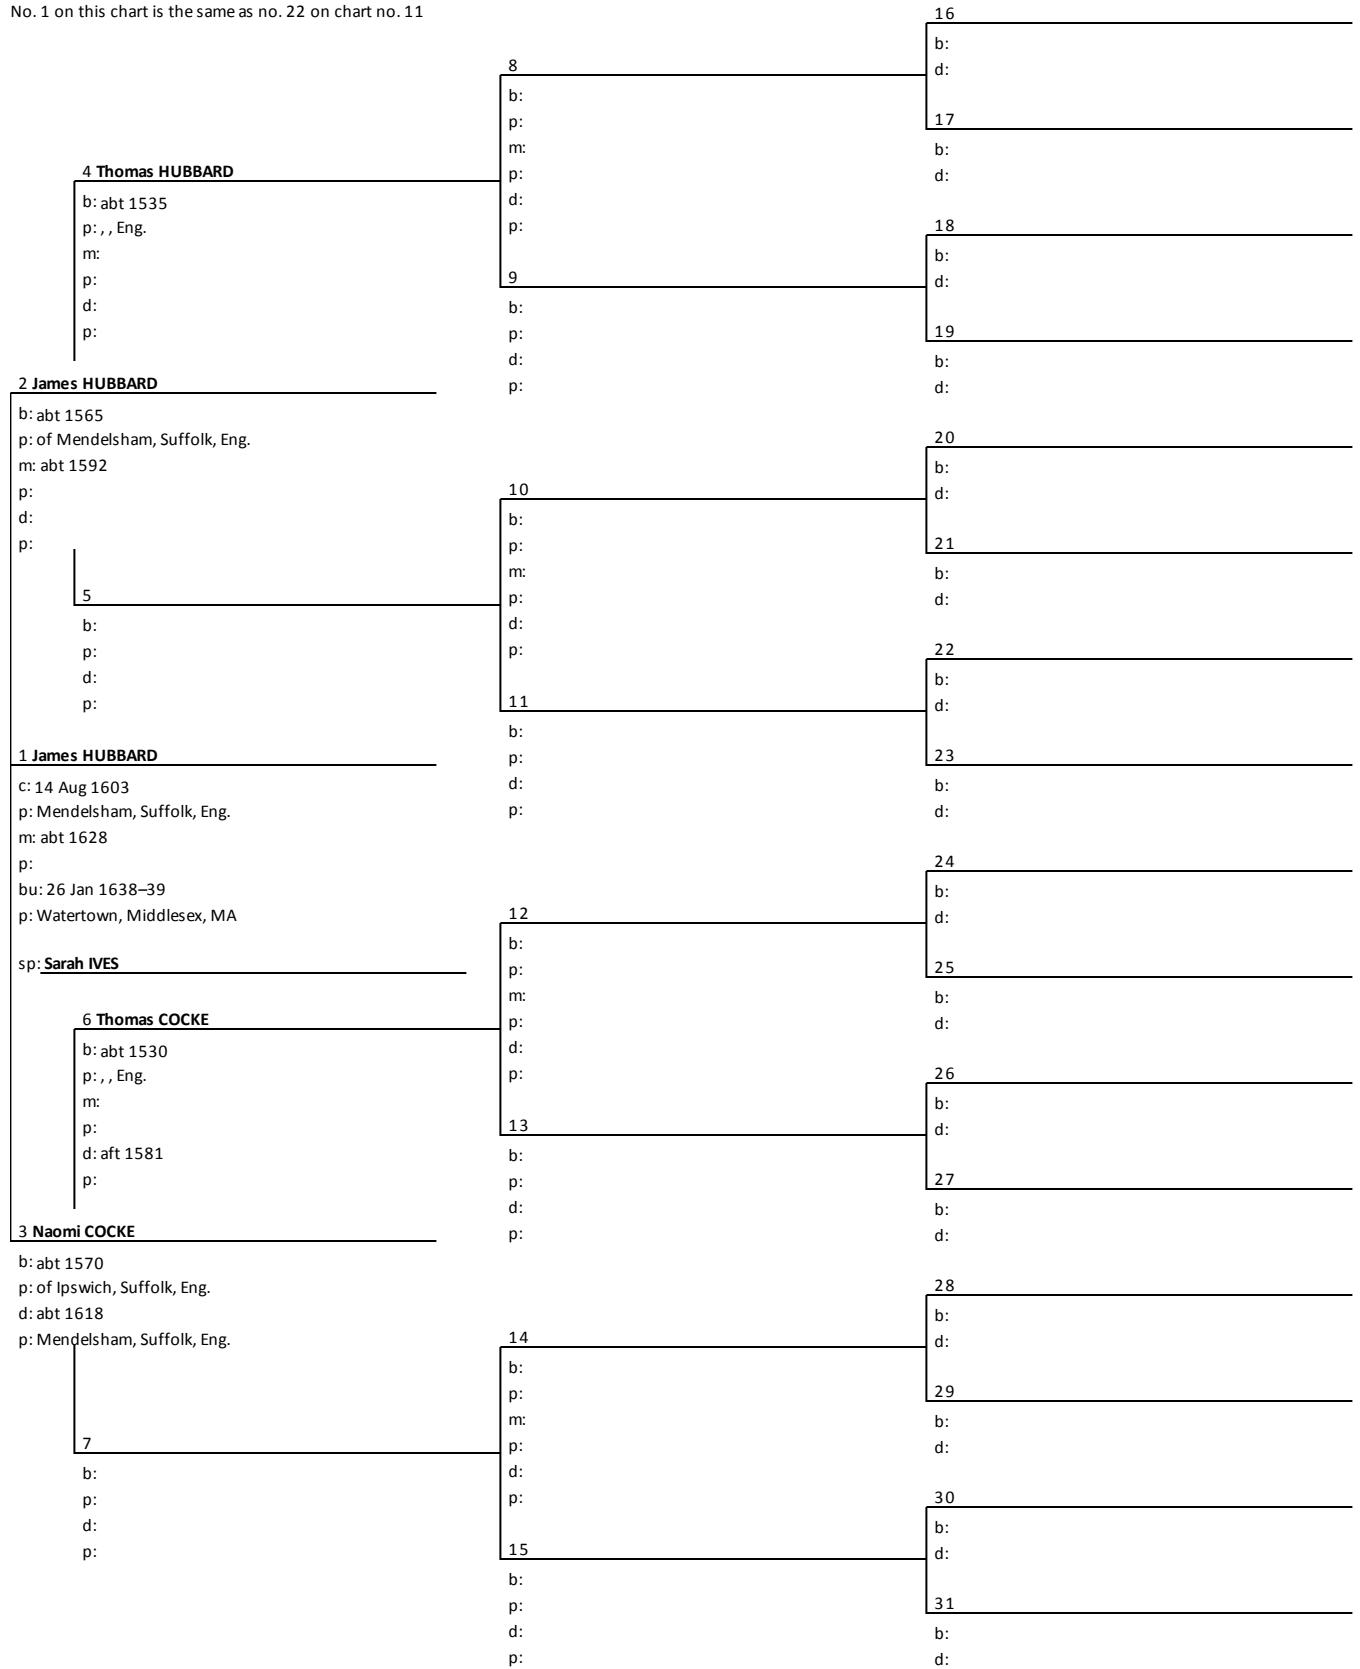 No. 1 on this chart is the same as no. 22 on chart no. 11
4 Thomas HUBBARD
b: abt 1535
p: , , Eng.
m:
p:
d:
p:
2 James HUBBARD
b: abt 1565
p: of Mendelsham, Suffolk, Eng.
m: abt 1592
p:
d:
p:
5
b:
p:
d:
p:
1 James HUBBARD
c: 14 Aug 1603
p: Mendelsham, Suffolk, Eng.
m: abt 1628
p:
bu: 26 Jan 1638–39
p: Watertown, Middlesex, MA
sp: Sarah IVES
6 Thomas COCKE
b: abt 1530
p: , , Eng.
m:
p:
d: aft 1581
p:
3 Naomi COCKE
b: abt 1570
p: of Ipswich, Suffolk, Eng.
d: abt 1618
p: Mendelsham, Suffolk, Eng.
7
b:
p:
d:
p:
8
b:
p:
m:
p:
d:
p:
9
b:
p:
d:
p:
10
b:
p:
m:
p:
d:
p:
11
b:
p:
d:
p:
12
b:
p:
m:
p:
d:
p:
13
b:
p:
d:
p:
14
b:
p:
m:
p:
d:
p:
15
b:
p:
d:
p:
16
b:
d:
17
b:
d:
18
b:
d:
19
b:
d:
20
b:
d:
21
b:
d:
22
b:
d:
23
b:
d:
24
b:
d:
25
b:
d:
26
b:
d:
27
b:
d:
28
b:
d:
29
b:
d:
30
b:
d:
31
b:
d: